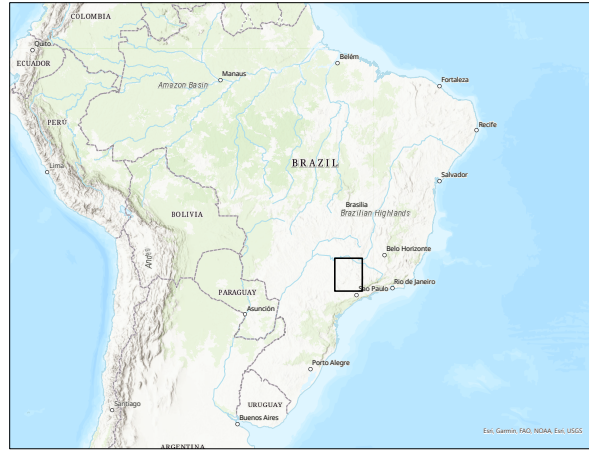 COLOMBIA
Quito
ECUADOR
Belém
Manaus
Amazon Basin
Fortaleza
PERU
Recife
BRAZIL
Lima
Salvador
Brasilia
Brazilian Highlands
BOLIVIA
Belo Horizonte
Andes
PARAGUAY
Rio de Janeiro
Sao Paulo
Asunción
Porto Alegre
Santiago
URUGUAY
Buenos Aires
Esri, Garmin, FAO, NOAA, Esri, USGS
ARGENTINA